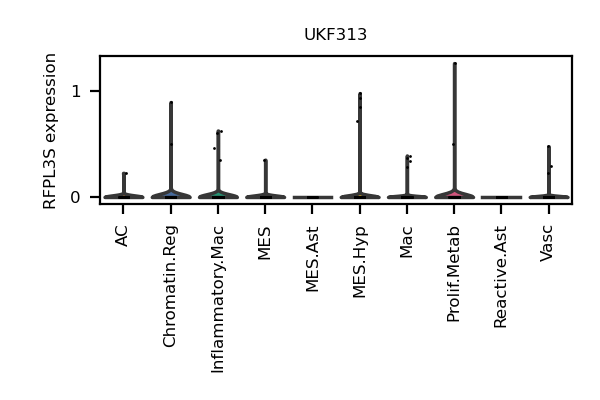 UKF313
RFPL3S expression
1
0
AC
Chromatin.Reg
Inflammatory.Mac
MES
MES.Ast
MES.Hyp
Mac
Prolif.Metab
Reactive.Ast
Vasc